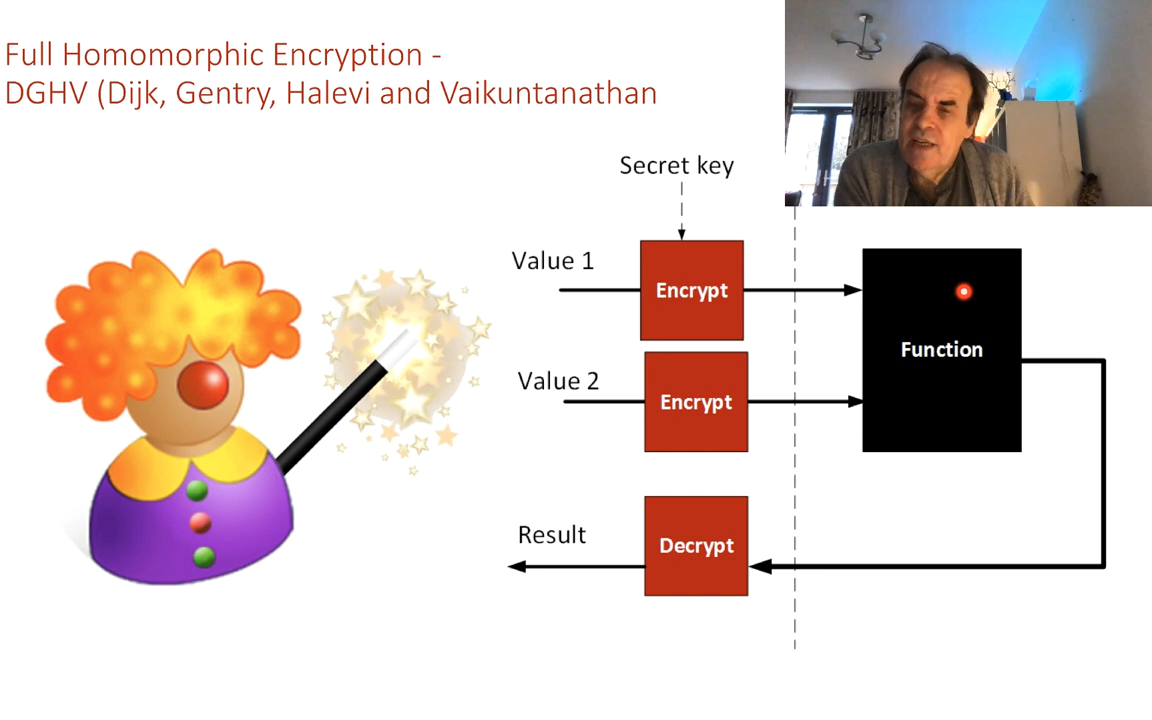 Full Homomorphic Encryption -
DGHV (Dijk, Gentry, Halevi and Vaikuntanathan
Secret key
Value 1
Encrypt
Function
Value 2
Encrypt
Result
Decrypt